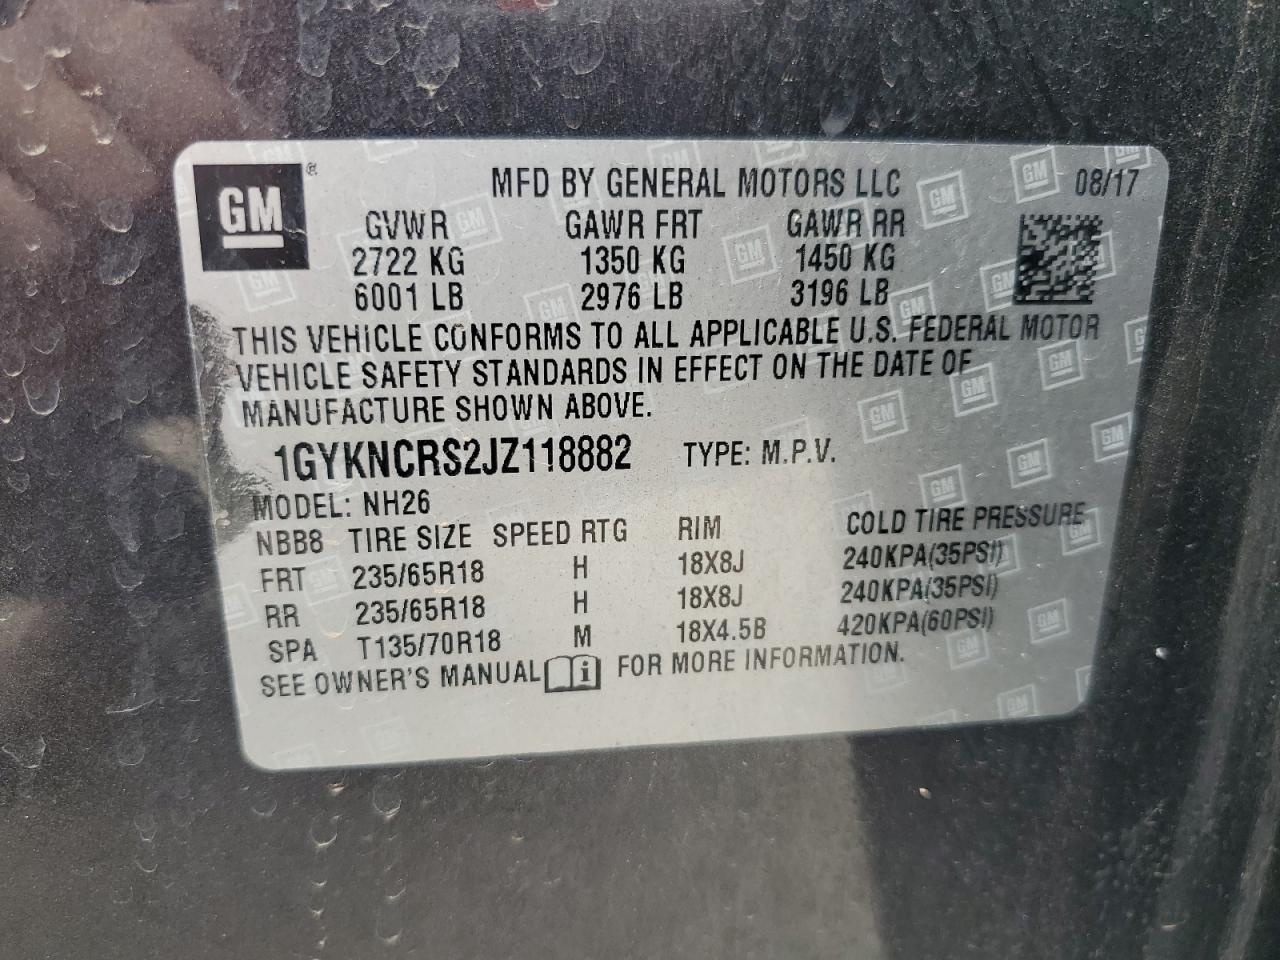 GM®
MFD BY GENERAL MOTORS LLC 08/17
GVWR GAWR FRT GAWR RR
2722 KG 1350 KG 1450 KG
6001 LB 2976 LB 3196 LB
THIS VEHICLE CONFORMS TO ALL APPLICABLE U.S. FEDERAL MOTOR
VEHICLE SAFETY STANDARDS IN EFFECT ON THE DATE OF
MANUFACTURE SHOWN ABOVE.
1GYKNCRS2JZ118882 TYPE: M.P.V.
MODEL: NH26
NBB8 TIRE SIZE SPEED RTG RIM COLD TIRE PRESSURE
FRT 235/65R18 H 18X8J 240KPA(35PSI)
RR 235/65R18 H 18X8J 240KPA(35PSI)
SPA T135/70R18 M 18X4.5B 420KPA(60PSI)
SEE OWNER'S MANUAL i FOR MORE INFORMATION.